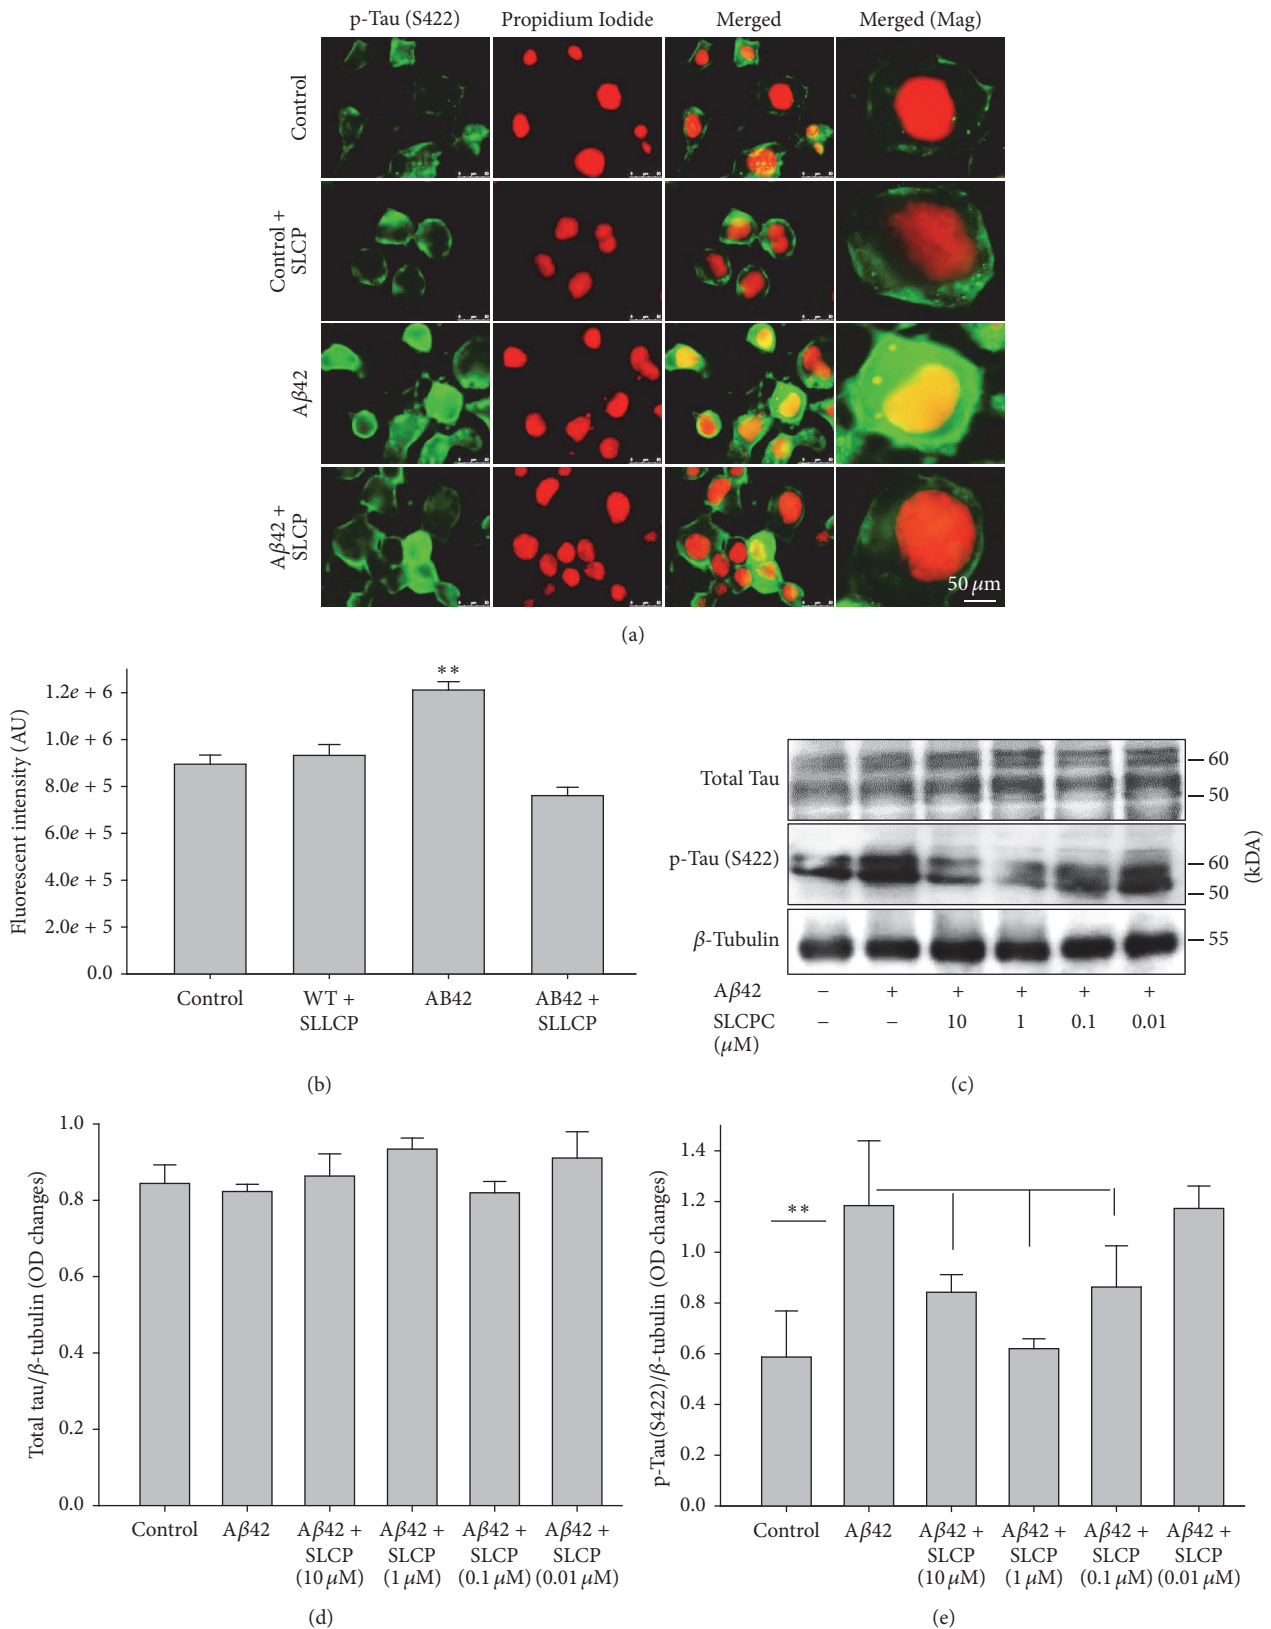 p-Tau (S422) Propidium Iodide Merged Merged (Mag)
Control
Control +
SLCP
Aβ42
Aβ42 +
SLCP
50 μm
(a)
Fluorescent intensity (AU)
1.2e + 6
1.0e + 6
8.0e + 5
6.0e + 5
4.0e + 5
2.0e + 5
0.0
**
Control WT + AB42 AB42 +
SLLCP SLLCP
(b)
Total Tau
60
50
p-Tau (S422)
60
50
(kDA)
β-Tubulin
55
Aβ42 − + + + + +
SLCPC − − 10 1 0.1 0.01
(μM)
(c)
Total tau/β-tubulin (OD changes)
1.0
0.8
0.6
0.4
0.2
0.0
Control Aβ42 Aβ42 + Aβ42 + Aβ42 + Aβ42 +
SLCP SLCP SLCP SLCP
(10 μM) (1 μM) (0.1 μM) (0.01 μM)
(d)
p-Tau(S422)/β-tubulin (OD changes)
1.4
1.2
1.0
0.8
0.6
0.4
0.2
0.0
**
Control Aβ42 Aβ42 + Aβ42 + Aβ42 + Aβ42 +
SLCP SLCP SLCP SLCP
(10 μM) (1 μM) (0.1 μM) (0.01 μM)
(e)